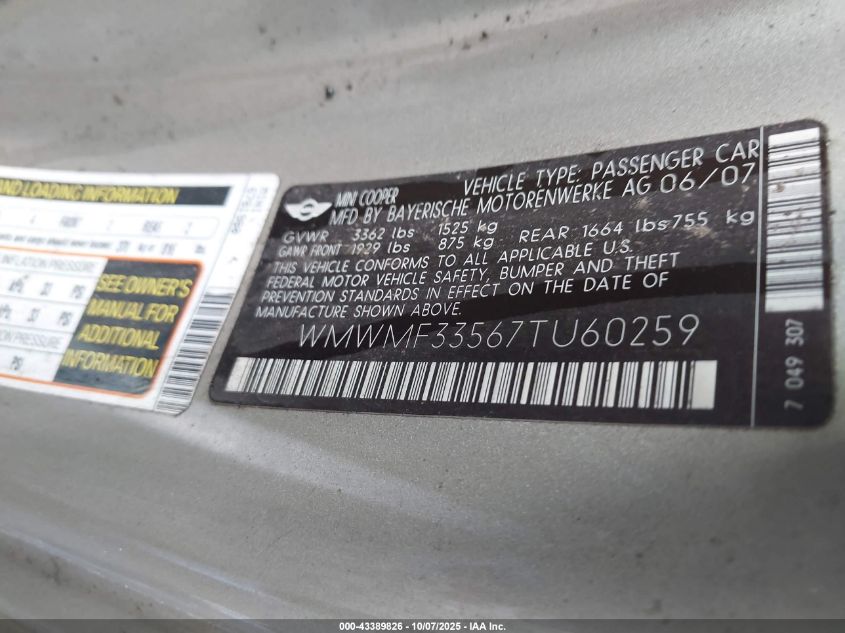 AND LOADING INFORMATION
INFLATION PRESSURE
SEE OWNER'S
MANUAL FOR
ADDITIONAL
INFORMATION
MINI COOPER VEHICLE TYPE: PASSENGER CAR
MFD BY BAYERISCHE MOTORENWERKE AG 06/07
GVWR 3362 lbs 1525 kg
GAWR FRONT 1929 lbs 875 kg REAR 1664 lbs 755 kg
THIS VEHICLE CONFORMS TO ALL APPLICABLE U.S.
FEDERAL MOTOR VEHICLE SAFETY, BUMPER AND THEFT
PREVENTION STANDARDS IN EFFECT ON THE DATE OF
MANUFACTURE SHOWN ABOVE.
WMWMF33567TU60259
7 049 307
000-43389826 - 10/07/2025 - IAA Inc.